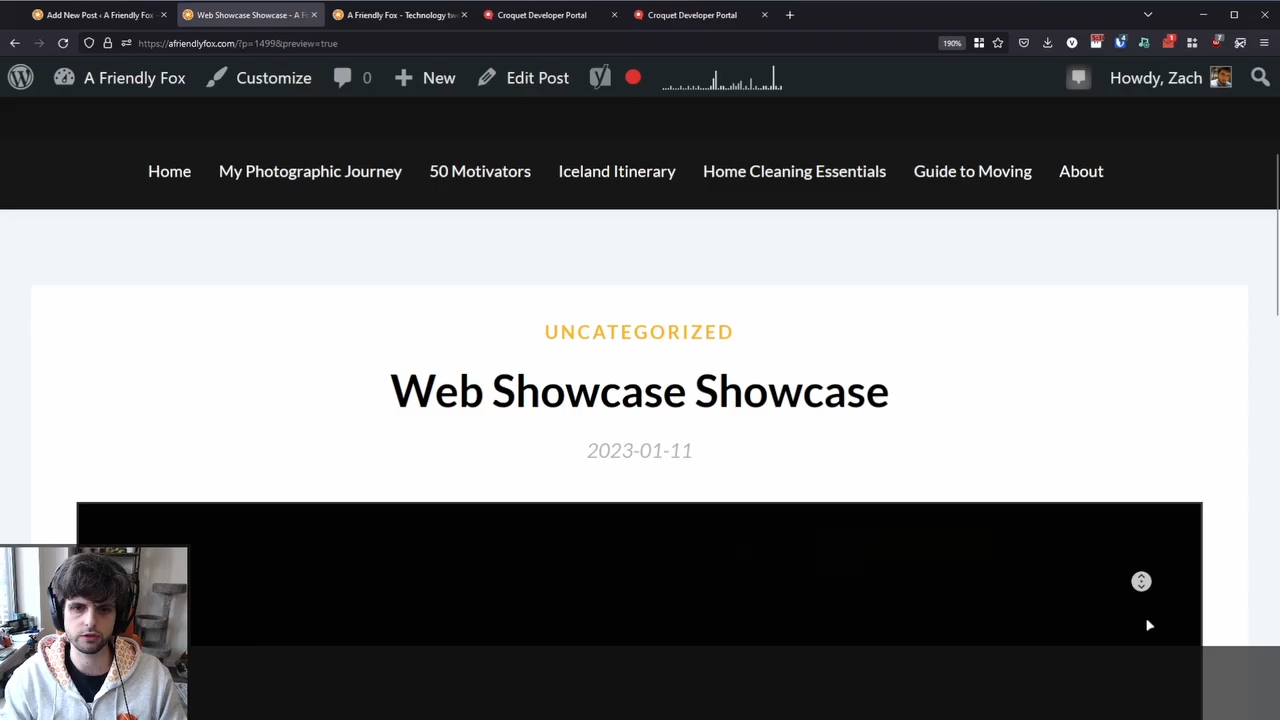 Add New Post ‹ A Friendly Fox
Web Showcase Showcase - A F
A Friendly Fox - Technology tw
Croquet Developer Portal
Croquet Developer Portal
https://afriendlyfox.com/?p=1499&preview=true
190%
A Friendly Fox
Customize
0
New
Edit Post
Howdy, Zach
Home
My Photographic Journey
50 Motivators
Iceland Itinerary
Home Cleaning Essentials
Guide to Moving
About
UNCATEGORIZED
Web Showcase Showcase
2023-01-11